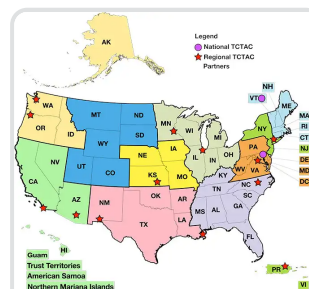 AK
Legend
National TCTAC
Regional TCTAC
Partners
NH
VT
ME
WA
MT
ND
MN
MA
OR
ID
SD
WI
MI
NY
RI
WY
CT
NV
NE
IA
PA
NJ
UT
CO
IL
IN
OH
DE
CA
KS
MO
WV
VA
MD
KY
DC
AZ
NM
OK
AR
TN
NC
SC
TX
LA
MS
AL
GA
FL
HI
Guam
Trust Territories
American Samoa
Northern Mariana Islands
PR
VI